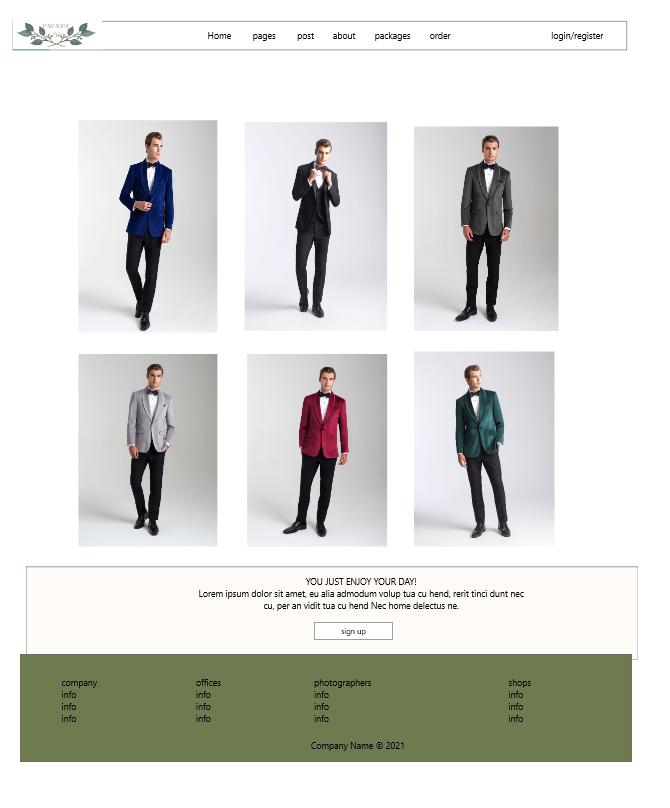 Home pages post about packages order login/register
YOU JUST ENJOY YOUR DAY!
Lorem ipsum dolor sit amet, eu alia admodum volup tua cu hend, rerit tinci dunt nec
cu, per an vidit tua cu hend Nec home delectus ne.
sign up
company offices photographers shops
info info info info
info info info info
info info info info
Company Name © 2021